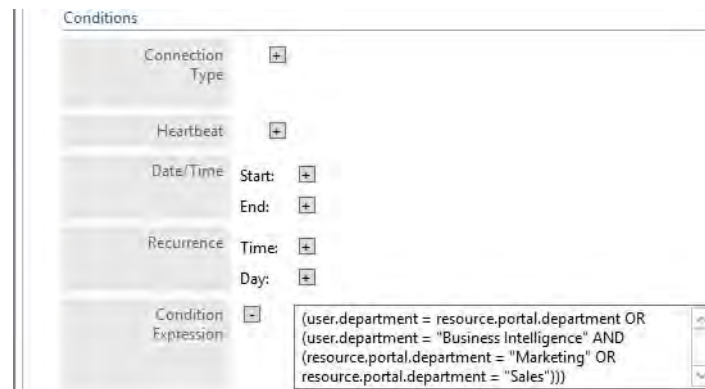 Conditions
Connection
Type
Heartbeat
Date/Time Start:
End:
Recurrence Time:
Day:
Condition
Expression
(user.department = resource.portal.department OR
(user.department = "Business Intelligence" AND
(resource.portal.department = "Marketing" OR
resource.portal.department = "Sales")))